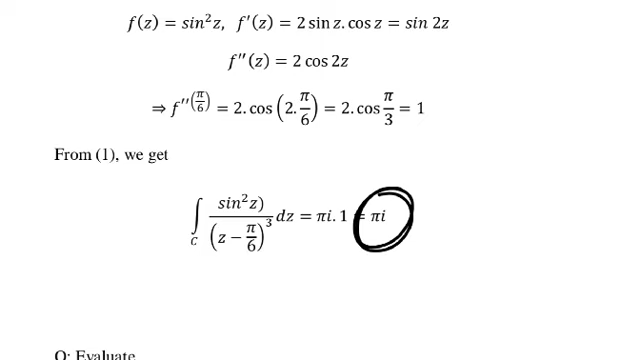 f(z) = sin²z, f′(z) = 2 sin z. cos z = sin 2z
f″(z) = 2 cos 2z
⇒ f″^(π/6) = 2. cos(2. π/6) = 2. cos π/3 = 1
From (1), we get
∫_C sin²z) / (z − π/6)³ dz = πi. 1 = πi
Q: Evaluate